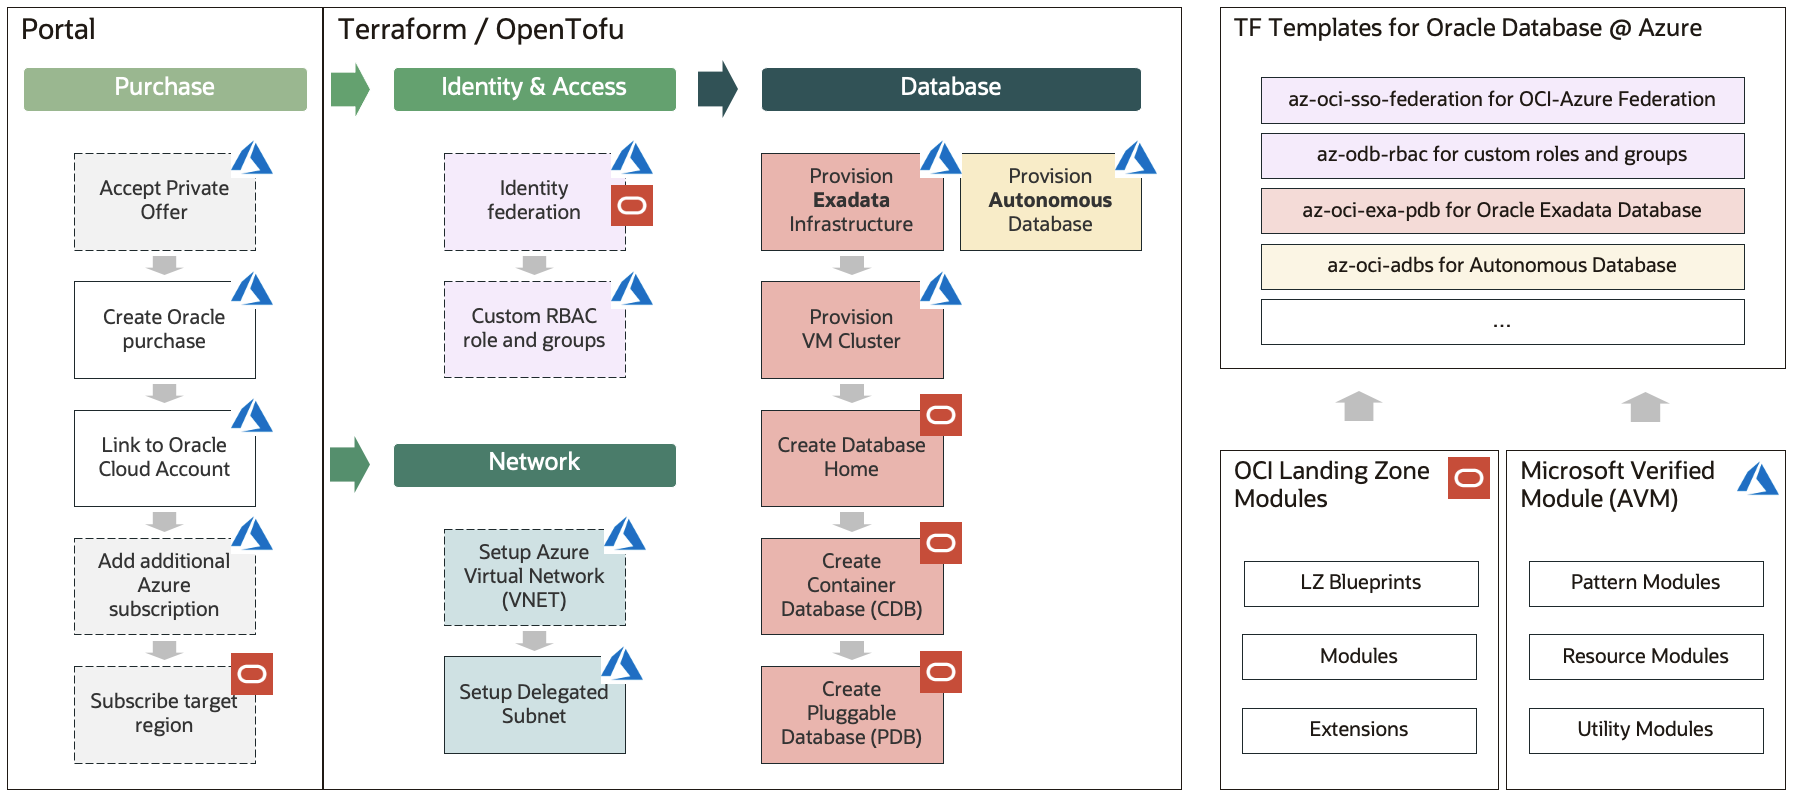 Portal
Purchase
Accept Private
Offer
Create Oracle
purchase
Link to Oracle
Cloud Account
Add additional
Azure
subscription
Subscribe target
region
Terraform / OpenTofu
Identity & Access
Identity
federation
Custom RBAC
role and groups
Network
Setup Azure
Virtual Network
(VNET)
Setup Delegated
Subnet
Database
Provision
Exadata
Infrastructure
Provision
Autonomous
Database
Provision
VM Cluster
Create Database
Home
Create
Container
Database (CDB)
Create
Pluggable
Database (PDB)
TF Templates for Oracle Database @ Azure
az-oci-sso-federation for OCI-Azure Federation
az-odb-rbac for custom roles and groups
az-oci-exa-pdb for Oracle Exadata Database
az-oci-adbs for Autonomous Database
...
OCI Landing Zone
Modules
LZ Blueprints
Modules
Extensions
Microsoft Verified
Module (AVM)
Pattern Modules
Resource Modules
Utility Modules